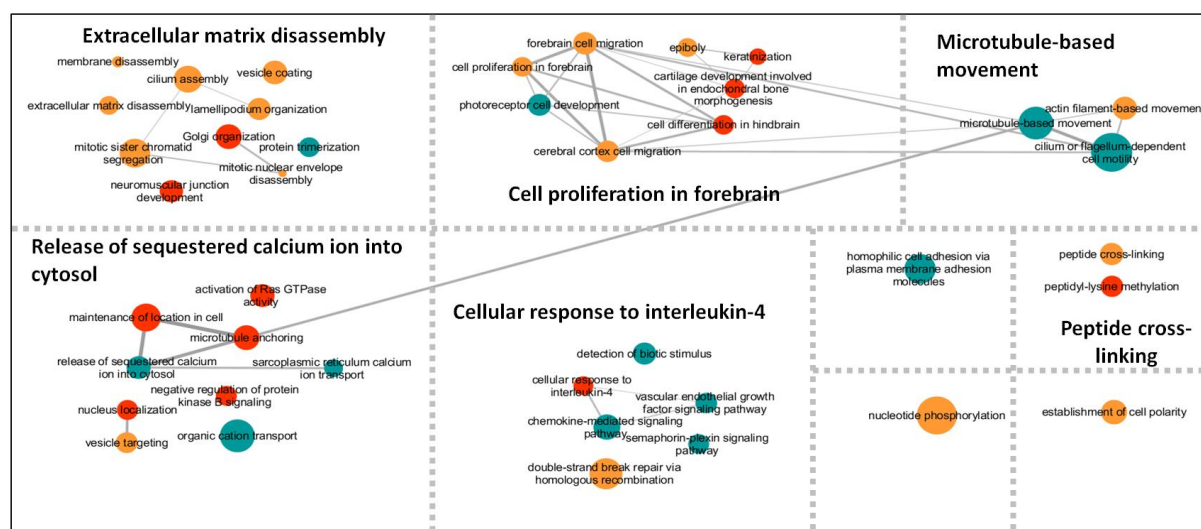 Extracellular matrix disassembly
membrane disassembly
cilium assembly
vesicle coating
extracellular matrix disassembly
lamellipodium organization
Golgi organization
protein trimerization
mitotic sister chromatid
segregation
mitotic nuclear envelope
disassembly
neuromuscular junction
development
forebrain cell migration
epiboly
keratinization
cell proliferation in forebrain
cartilage development involved
in endochondral bone
morphogenesis
photoreceptor cell development
cell differentiation in hindbrain
cerebral cortex cell migration
Cell proliferation in forebrain
Microtubule-based
movement
actin filament-based movement
microtubule-based movement
cilium or flagellum-dependent
cell motility
Release of sequestered calcium ion into
cytosol
activation of Ras GTPase
activity
maintenance of location in cell
microtubule anchoring
release of sequestered calcium
ion into cytosol
sarcoplasmic reticulum calcium
ion transport
negative regulation of protein
kinase B signaling
nucleus localization
organic cation transport
vesicle targeting
Cellular response to interleukin-4
detection of biotic stimulus
cellular response to
interleukin-4
vascular endothelial growth
factor signaling pathway
chemokine-mediated signaling
pathway
semaphorin-plexin signaling
pathway
double-strand break repair via
homologous recombination
homophilic cell adhesion via
plasma membrane adhesion
molecules
peptide cross-linking
peptidyl-lysine methylation
Peptide cross-
linking
nucleotide phosphorylation
establishment of cell polarity